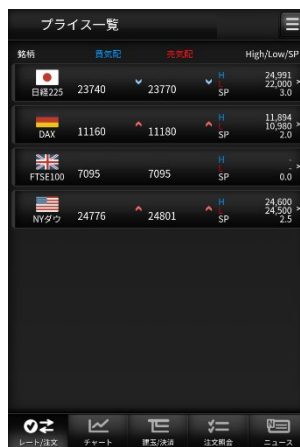 プライス一覧
銘柄 買気配 売気配 High/Low/SP
日経225 23740 23770 H 24,991
L 22,000
SP 3.0
DAX 11160 11180 H 11,894
L 10,980
SP 2.0
FTSE100 7095 7095 H -
L -
SP 0.0
NYダウ 24776 24801 H 24,600
L 24,500
SP 2.5
レート/注文 チャート 建玉/決済 注文照会 ニュース